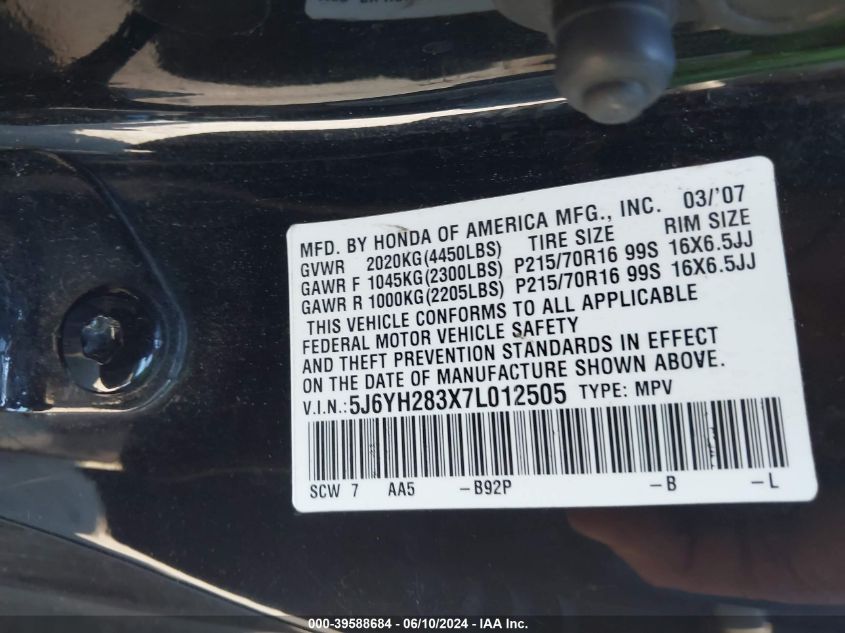 MFD. BY HONDA OF AMERICA MFG., INC. 03/'07
GVWR 2020KG(4450LBS) TIRE SIZE RIM SIZE
GAWR F 1045KG(2300LBS) P215/70R16 99S 16X6.5JJ
GAWR R 1000KG(2205LBS) P215/70R16 99S 16X6.5JJ
THIS VEHICLE CONFORMS TO ALL APPLICABLE
FEDERAL MOTOR VEHICLE SAFETY
AND THEFT PREVENTION STANDARDS IN EFFECT
ON THE DATE OF MANUFACTURE SHOWN ABOVE.
V.I.N.:5J6YH283X7L012505 TYPE: MPV
SCW 7 AA5 -B92P -B -L
000-39588684 - 06/10/2024 - IAA Inc.